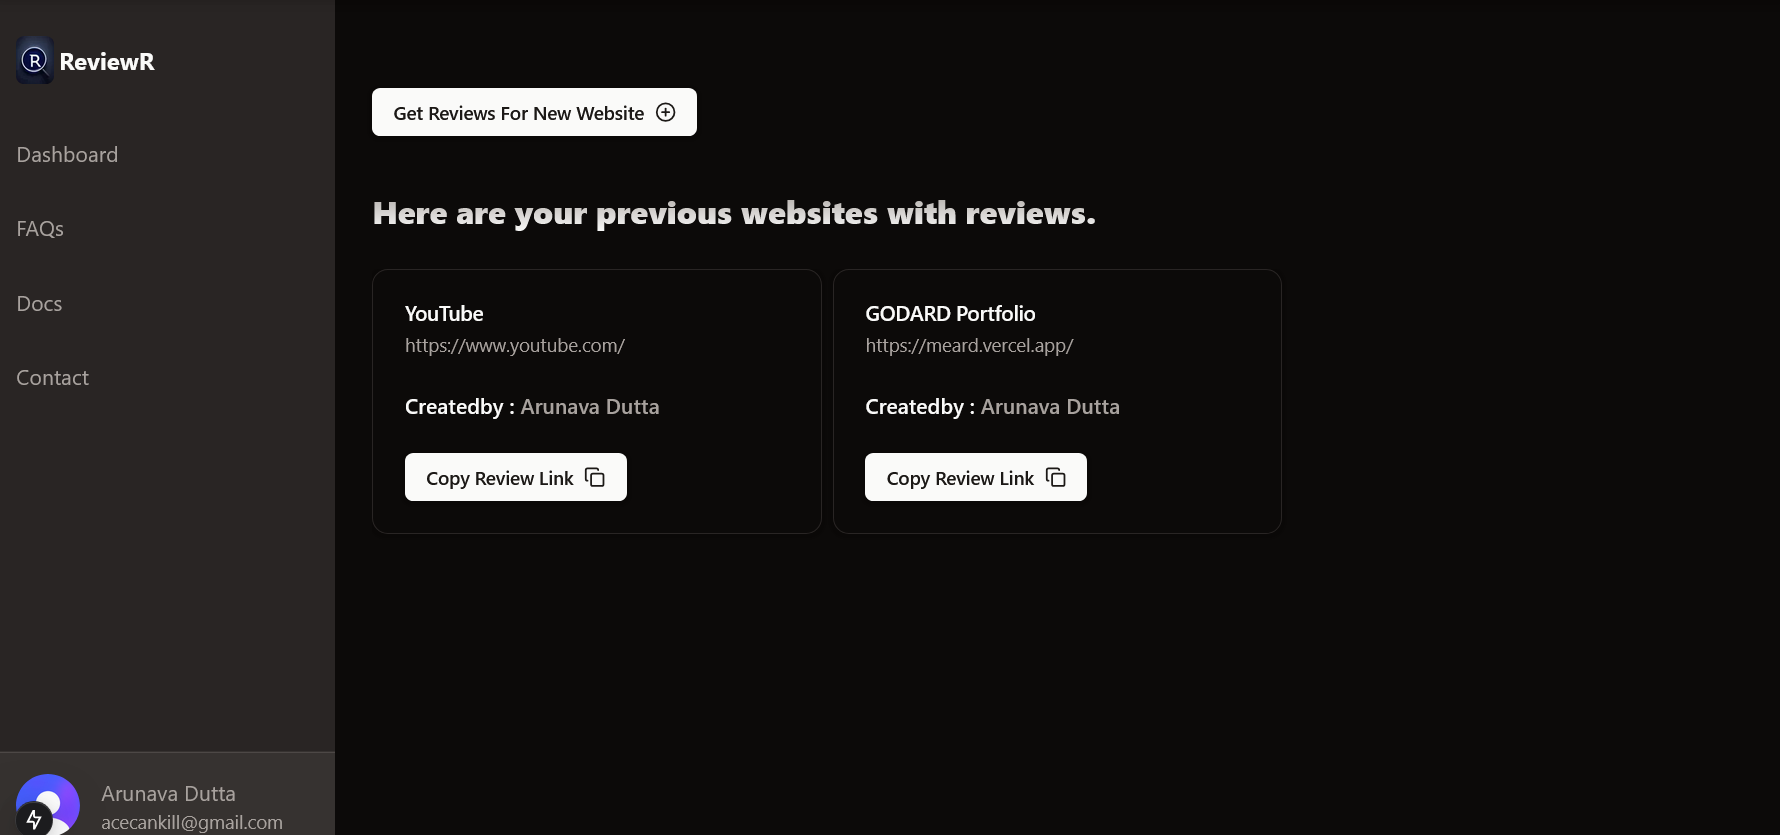 R ReviewR
Dashboard
FAQs
Docs
Contact
Arunava Dutta
acecankill@gmail.com
Get Reviews For New Website
Here are your previous websites with reviews.
YouTube
https://www.youtube.com/
Createdby : Arunava Dutta
Copy Review Link
GODARD Portfolio
https://meard.vercel.app/
Createdby : Arunava Dutta
Copy Review Link